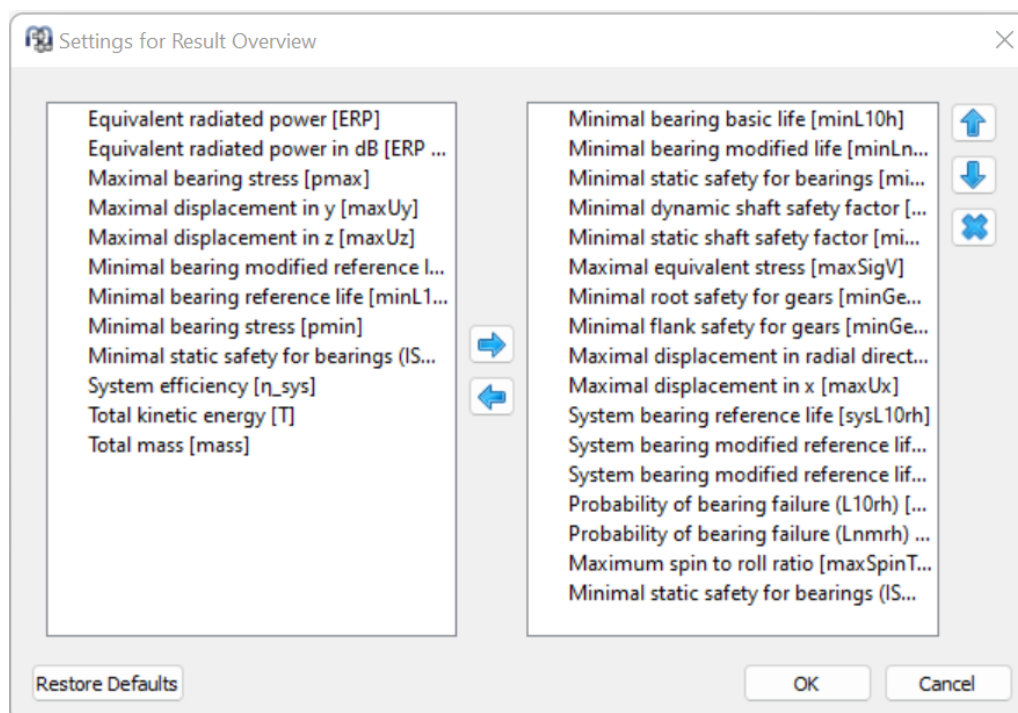 Settings for Result Overview
Equivalent radiated power [ERP]
Equivalent radiated power in dB [ERP ...
Maximal bearing stress [pmax]
Maximal displacement in y [maxUy]
Maximal displacement in z [maxUz]
Minimal bearing modified reference l...
Minimal bearing reference life [minL1...
Minimal bearing stress [pmin]
Minimal static safety for bearings (IS...
System efficiency [η_sys]
Total kinetic energy [T]
Total mass [mass]
Minimal bearing basic life [minL10h]
Minimal bearing modified life [minLn...
Minimal static safety for bearings [mi...
Minimal dynamic shaft safety factor [...
Minimal static shaft safety factor [mi...
Maximal equivalent stress [maxSigV]
Minimal root safety for gears [minGe...
Minimal flank safety for gears [minGe...
Maximal displacement in radial direct...
Maximal displacement in x [maxUx]
System bearing reference life [sysL10rh]
System bearing modified reference lif...
System bearing modified reference lif...
Probability of bearing failure (L10rh) [...
Probability of bearing failure (Lnmrh) ...
Maximum spin to roll ratio [maxSpinT...
Minimal static safety for bearings (IS...
Restore Defaults
OK
Cancel